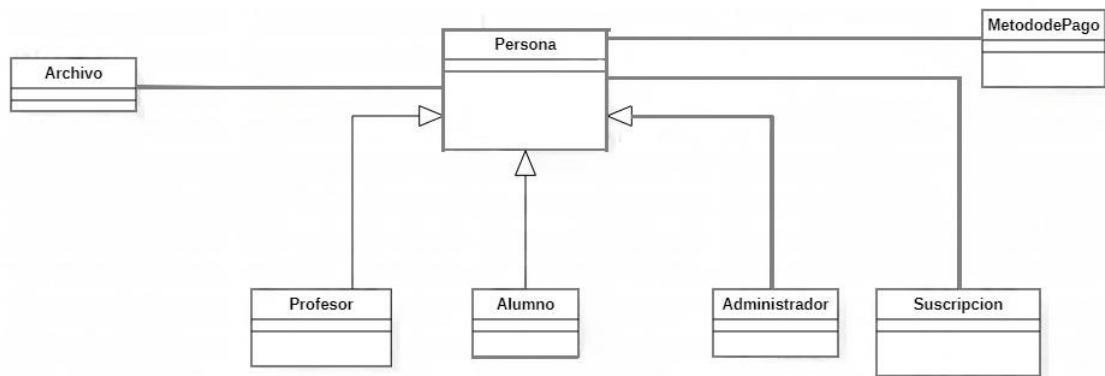 MetododePago
Persona
Archivo
Profesor
Alumno
Administrador
Suscripcion